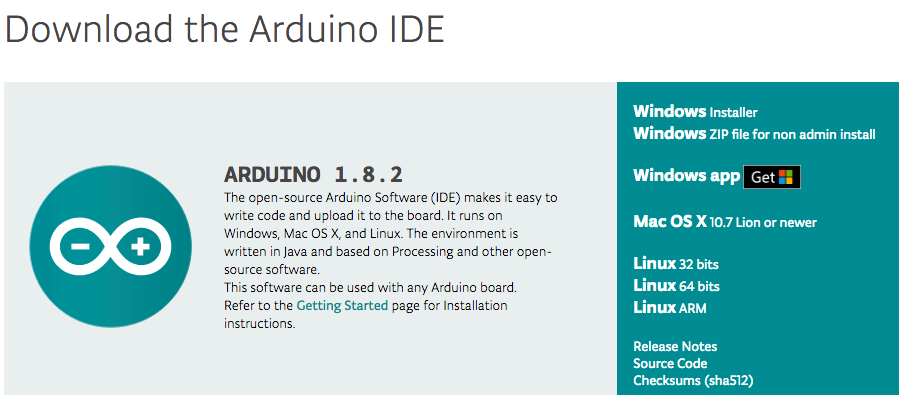 Download the Arduino IDE
ARDUINO 1.8.2
The open-source Arduino Software (IDE) makes it easy to
write code and upload it to the board. It runs on
Windows, Mac OS X, and Linux. The environment is
written in Java and based on Processing and other open-
source software.
This software can be used with any Arduino board.
Refer to the Getting Started page for Installation
instructions.
Windows Installer
Windows ZIP file for non admin install
Windows app Get
Mac OS X 10.7 Lion or newer
Linux 32 bits
Linux 64 bits
Linux ARM
Release Notes
Source Code
Checksums (sha512)